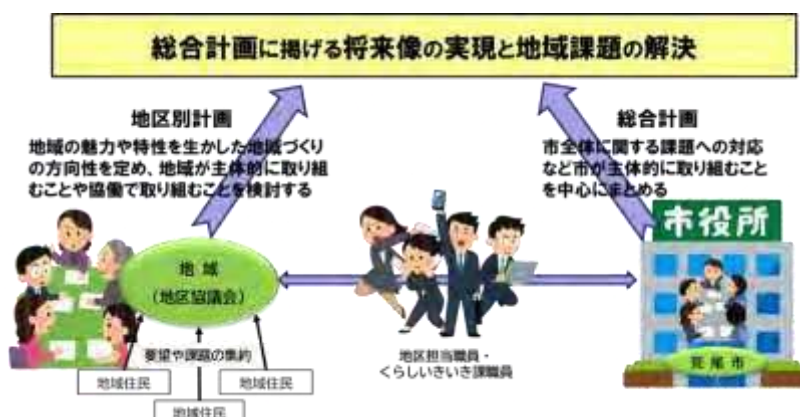 総合計画に掲げる将来像の実現と地域課題の解決
地区別計画
地域の魅力や特性を生かした地域づくり
の方向性を定め、地域が主体的に取り組
むことや協働で取り組むことを検討する
総合計画
市全体に関する課題への対応
など市が主体的に取り組むこと
を中心にまとめる
市役所
地域
(地区協議会)
要望や課題の集約
地域住民
地域住民
地域住民
地区担当職員・
くらしいきいき課職員
荒尾市